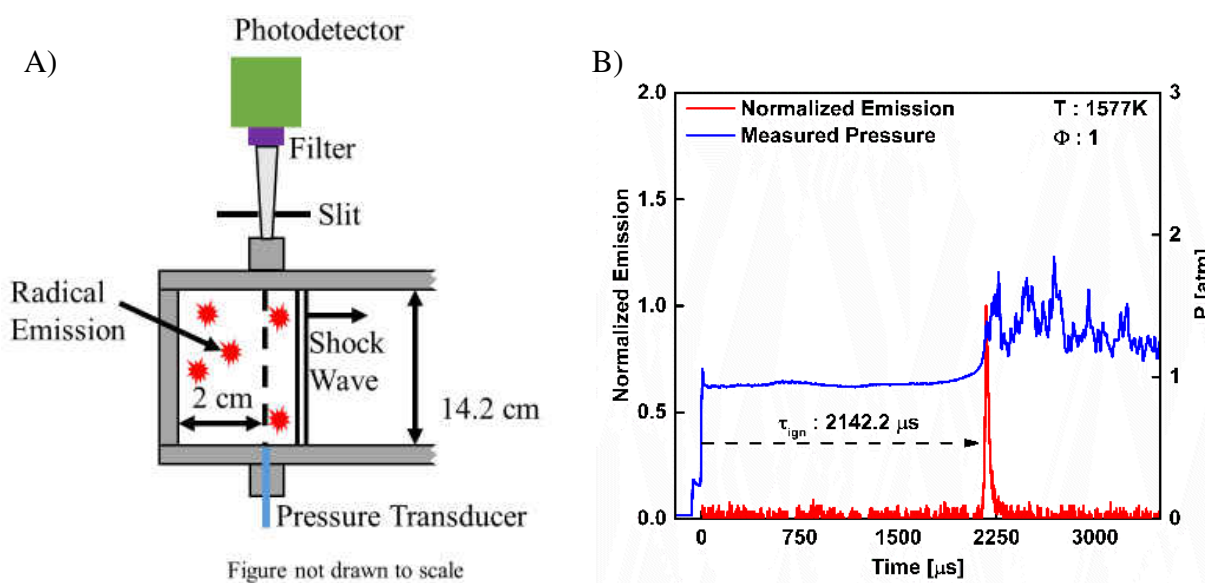 A)
Photodetector
Filter
Slit
Radical
Emission
Shock
Wave
2 cm
14.2 cm
Pressure Transducer
Figure not drawn to scale
B)
Normalized Emission
Measured Pressure
T : 1577K
Φ : 1
2.0
1.5
1.0
0.5
0.0
Normalized Emission
τign : 2142.2 μs
3
2
1
0
P [atm]
0
750
1500
2250
3000
Time [μs]